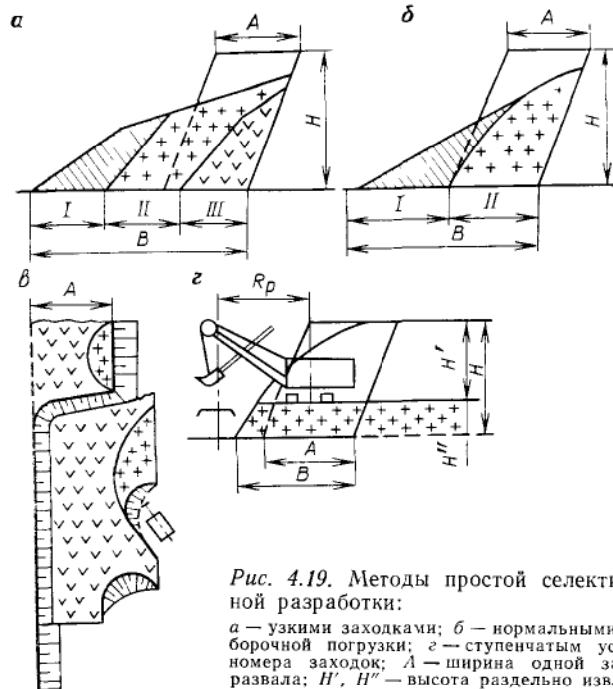 а
A
H
I
II
III
B
б
A
H
I
II
B
в
A
г
Rр
H'
H
H"
A
B
Рис. 4.19. Методы простой селекти
ной разработки:
а — узкими заходками; б — нормальными
борочной погрузки; г — ступенчатым ус
номера заходок; А — ширина одной за
развала; Н', Н" — высота раздельно изв